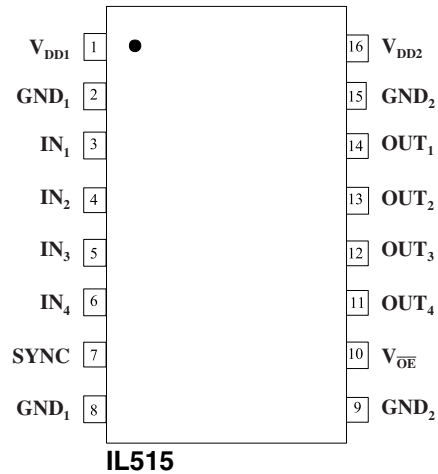 V_DD1 1 16 V_DD2
GND_1 2 15 GND_2
IN_1 3 14 OUT_1
IN_2 4 13 OUT_2
IN_3 5 12 OUT_3
IN_4 6 11 OUT_4
SYNC 7 10 V_O̅E̅
GND_1 8 9 GND_2
IL515